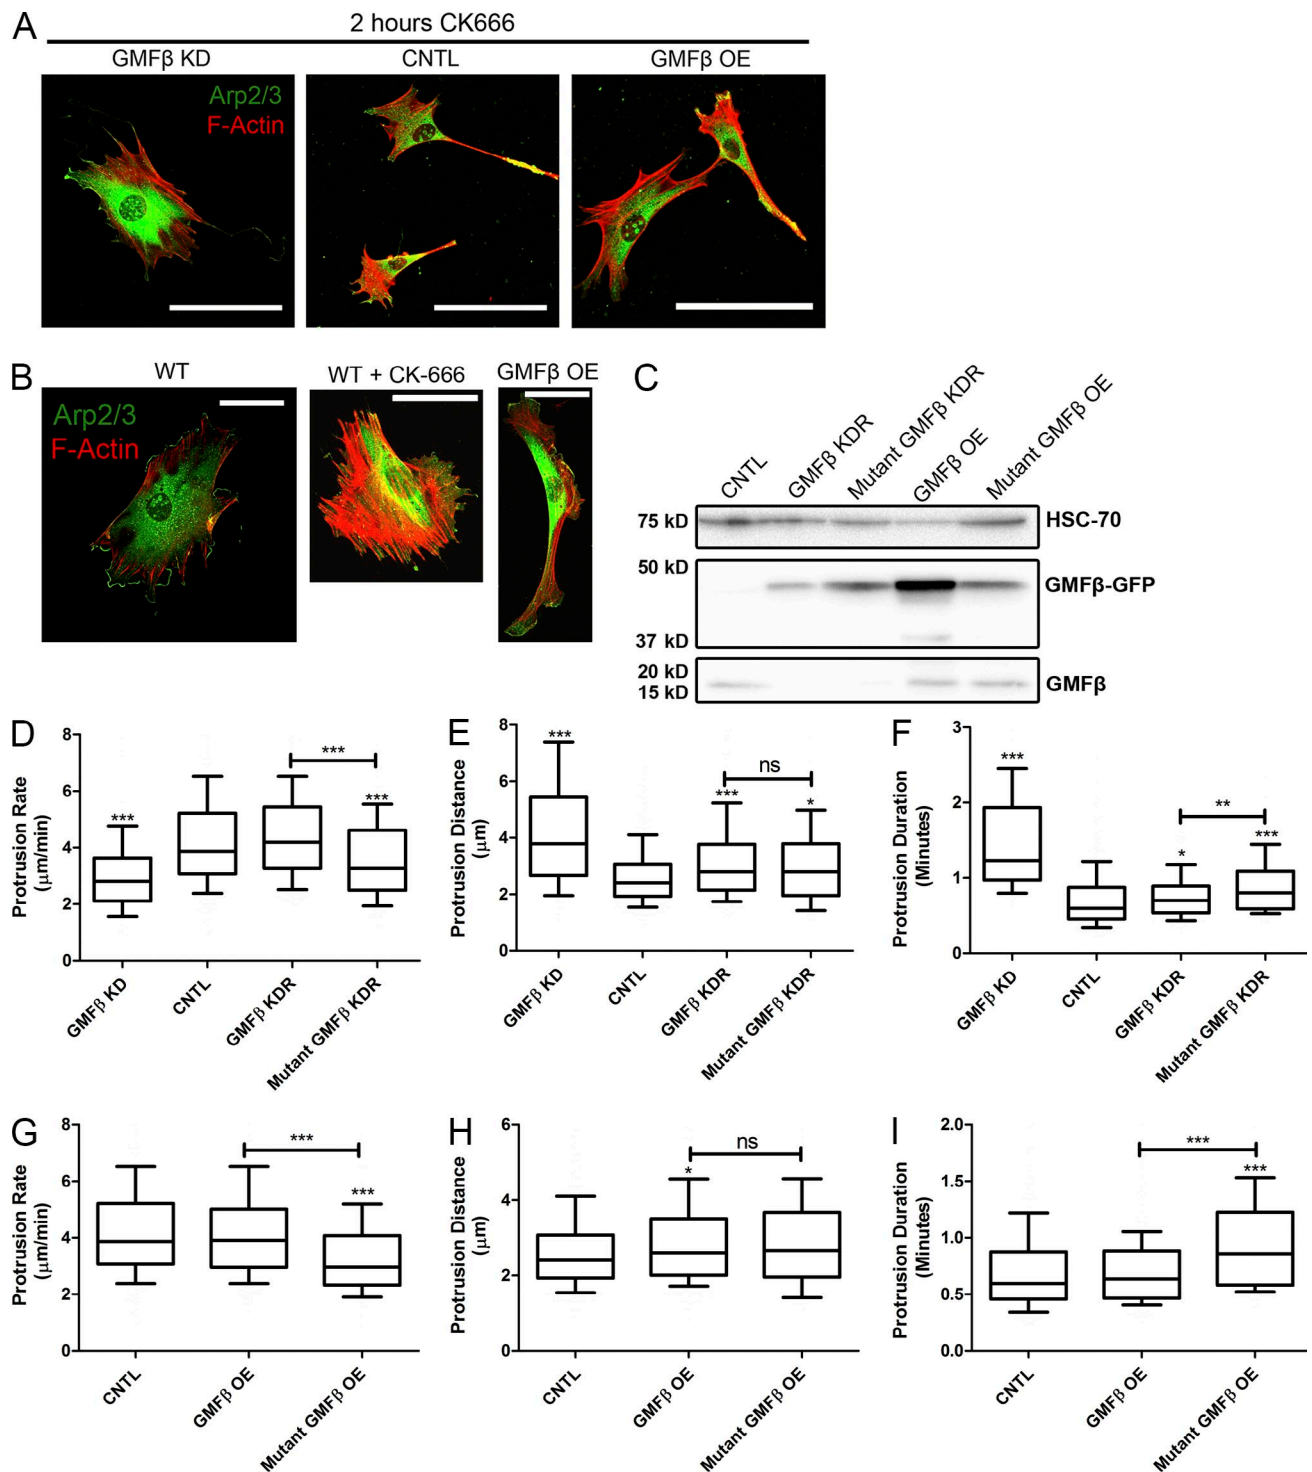 A
2 hours CK666
GMFβ KD
CNTL
GMFβ OE
Arp2/3
F-Actin
B
WT
WT + CK-666
GMFβ OE
Arp2/3
F-Actin
C
CNTL
GMFβ KDR
Mutant GMFβ KDR
GMFβ OE
Mutant GMFβ OE
75 kD
HSC-70
50 kD
GMFβ-GFP
37 kD
20 kD
15 kD
GMFβ
D
Protrusion Rate
(μm/min)
8
6
4
2
0
***
***
***
GMFβ KD
CNTL
GMFβ KDR
Mutant GMFβ KDR
E
Protrusion Distance
(μm)
8
6
4
2
0
***
ns
***
*
GMFβ KD
CNTL
GMFβ KDR
Mutant GMFβ KDR
F
Protrusion Duration
(Minutes)
3
2
1
0
***
**
*
***
GMFβ KD
CNTL
GMFβ KDR
Mutant GMFβ KDR
G
Protrusion Rate
(μm/min)
8
6
4
2
0
***
***
CNTL
GMFβ OE
Mutant GMFβ OE
H
Protrusion Distance
(μm)
6
4
2
0
ns
*
CNTL
GMFβ OE
Mutant GMFβ OE
I
Protrusion Duration
(Minutes)
2.0
1.5
1.0
0.5
0.0
***
***
CNTL
GMFβ OE
Mutant GMFβ OE